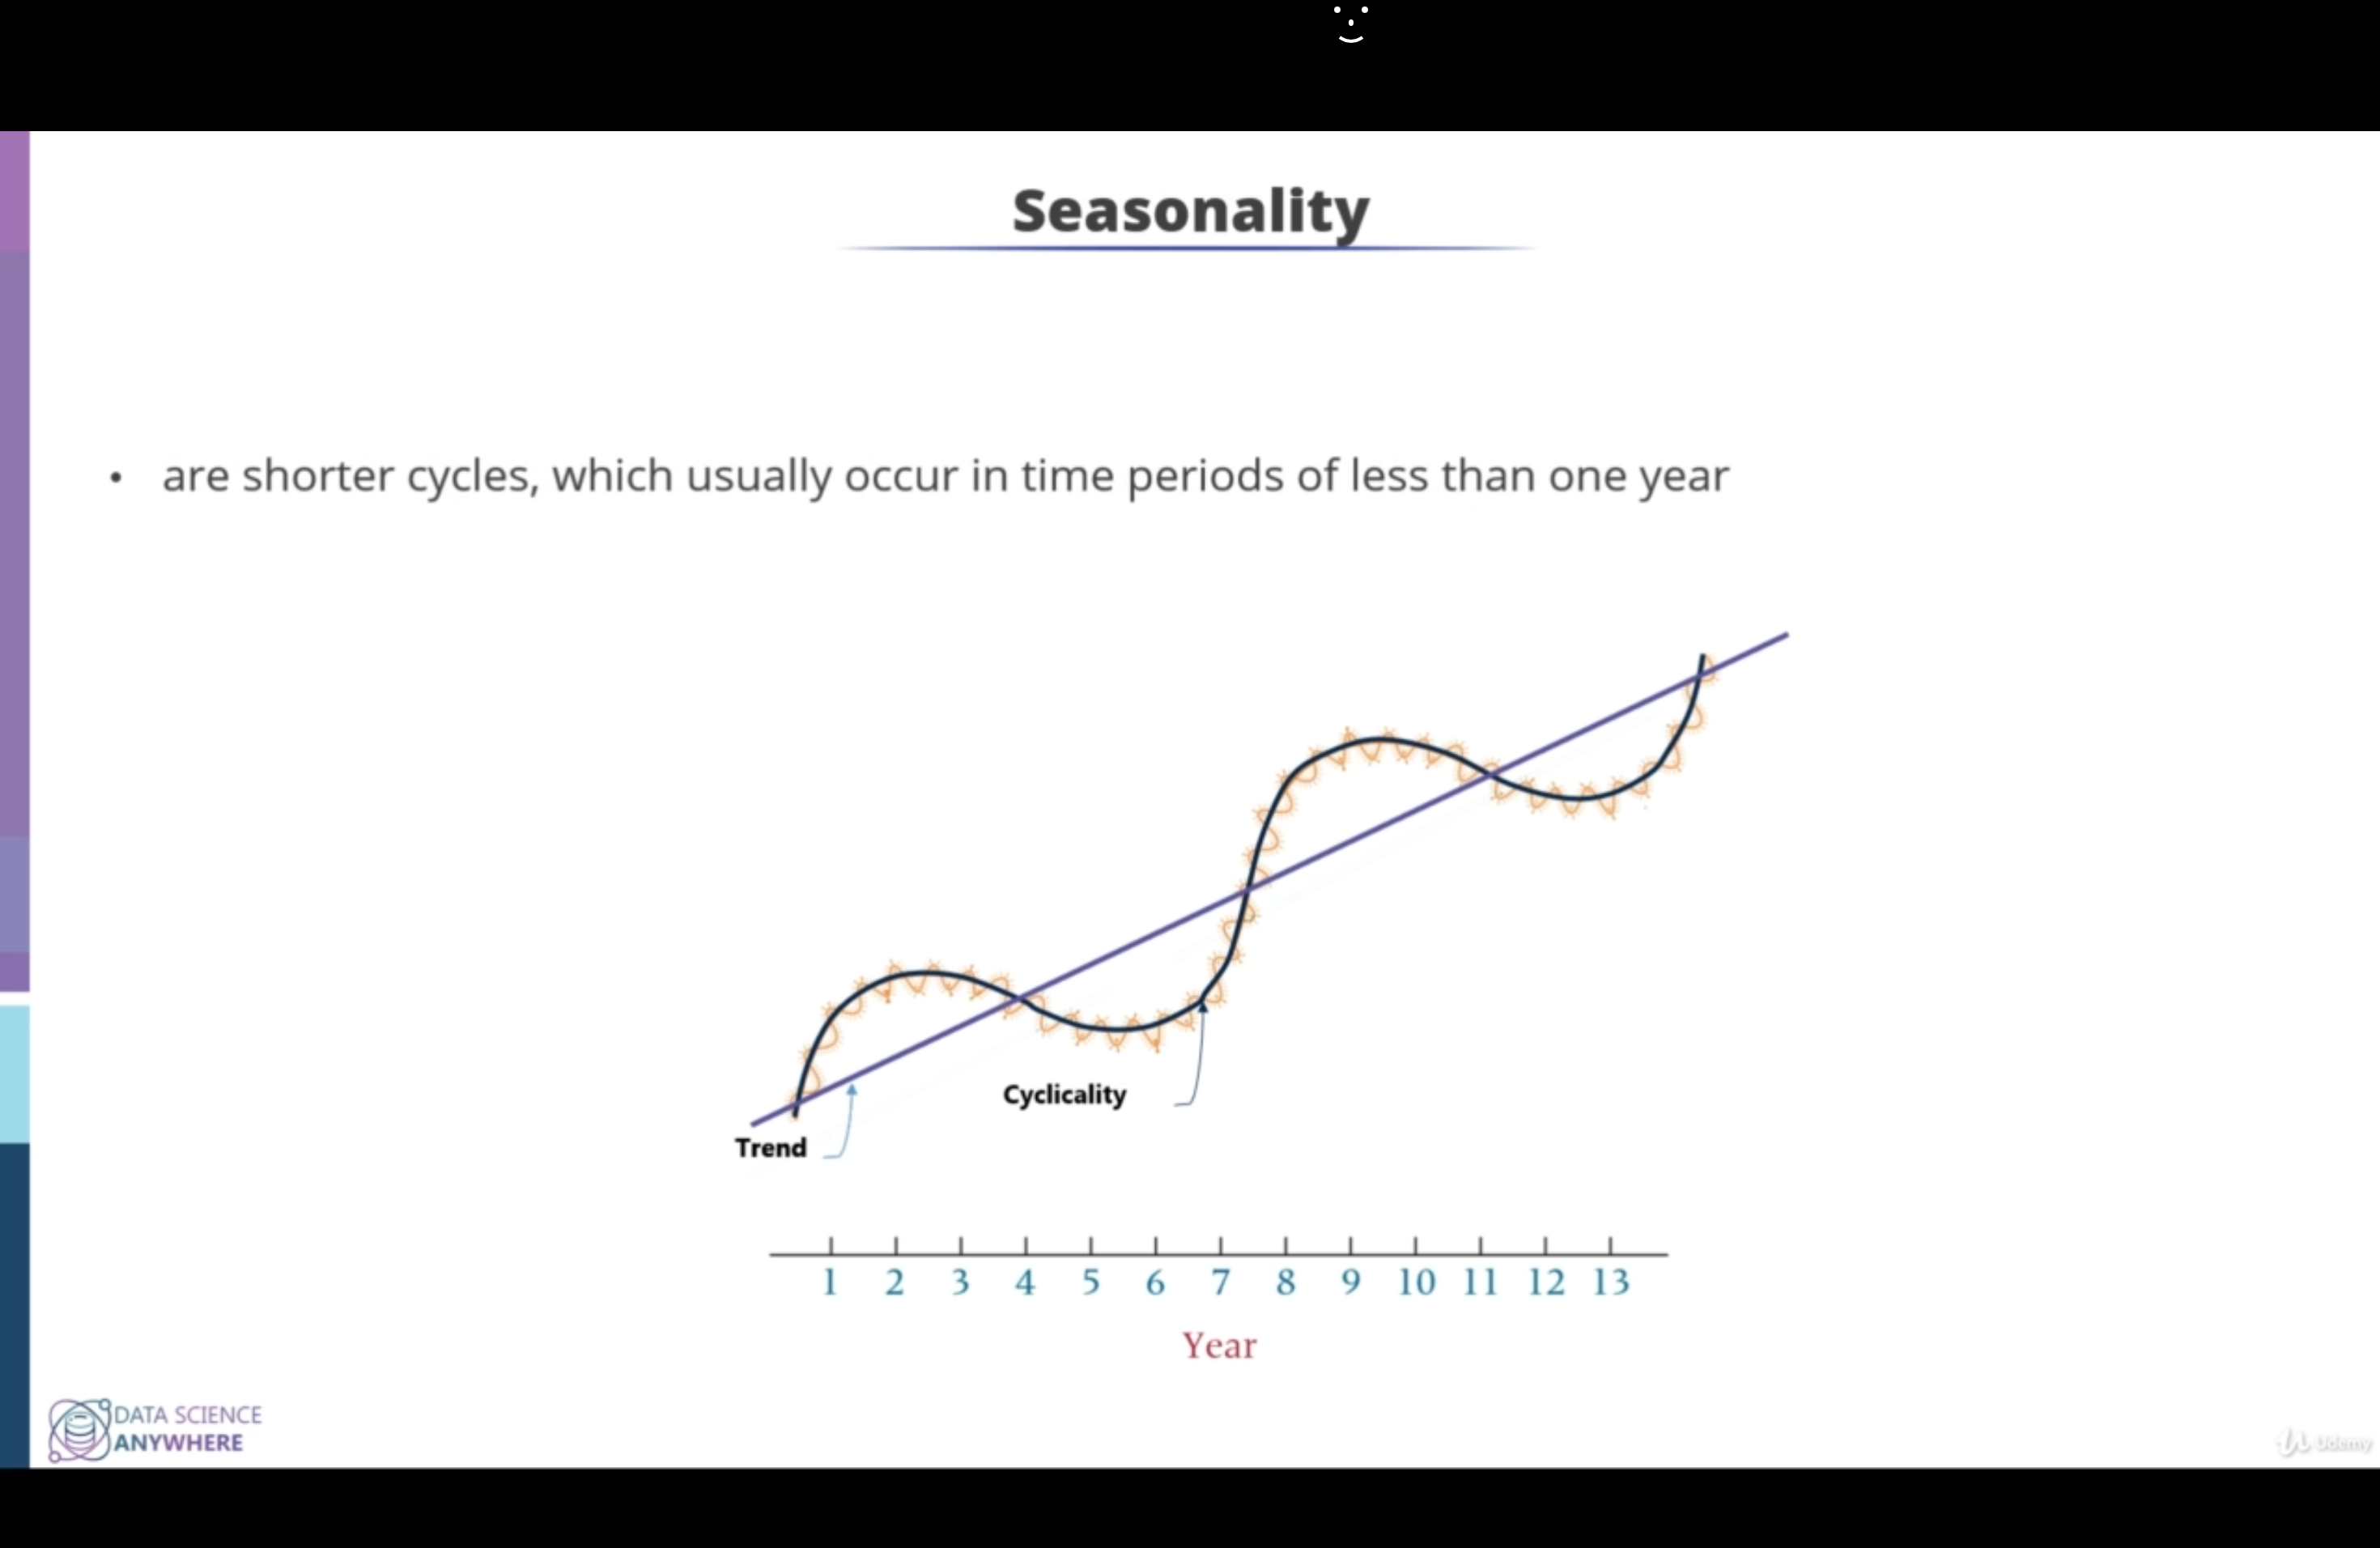 Seasonality
• are shorter cycles, which usually occur in time periods of less than one year
Cyclicality
Trend
1 2 3 4 5 6 7 8 9 10 11 12 13
Year
DATA SCIENCE
ANYWHERE
Udemy